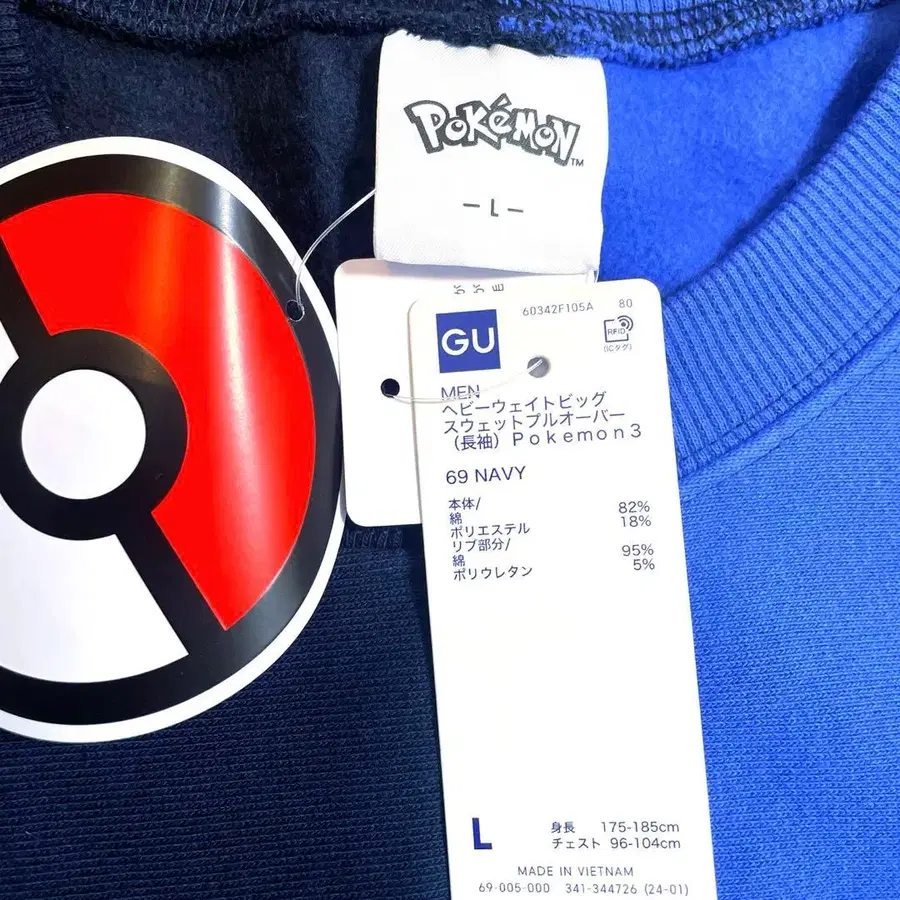 POKéMON™
– L –
60342F105A 80
GU
RFID
(ICタグ)
MEN
ヘビーウェイトビッグ
スウェットプルオーバー
(長袖)Pokemon3
69 NAVY
本体/
綿 82%
ポリエステル 18%
リブ部分/
綿 95%
ポリウレタン 5%
L
身長 175-185cm
チェスト 96-104cm
MADE IN VIETNAM
69-005-000 341-344726 (24-01)